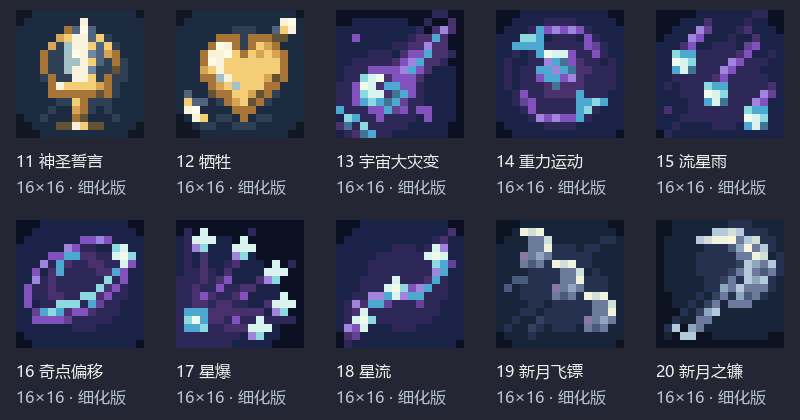 11 神圣誓言
16×16 · 细化版
12 牺牲
16×16 · 细化版
13 宇宙大灾变
16×16 · 细化版
14 重力运动
16×16 · 细化版
15 流星雨
16×16 · 细化版
16 奇点偏移
16×16 · 细化版
17 星爆
16×16 · 细化版
18 星流
16×16 · 细化版
19 新月飞镖
16×16 · 细化版
20 新月之镰
16×16 · 细化版